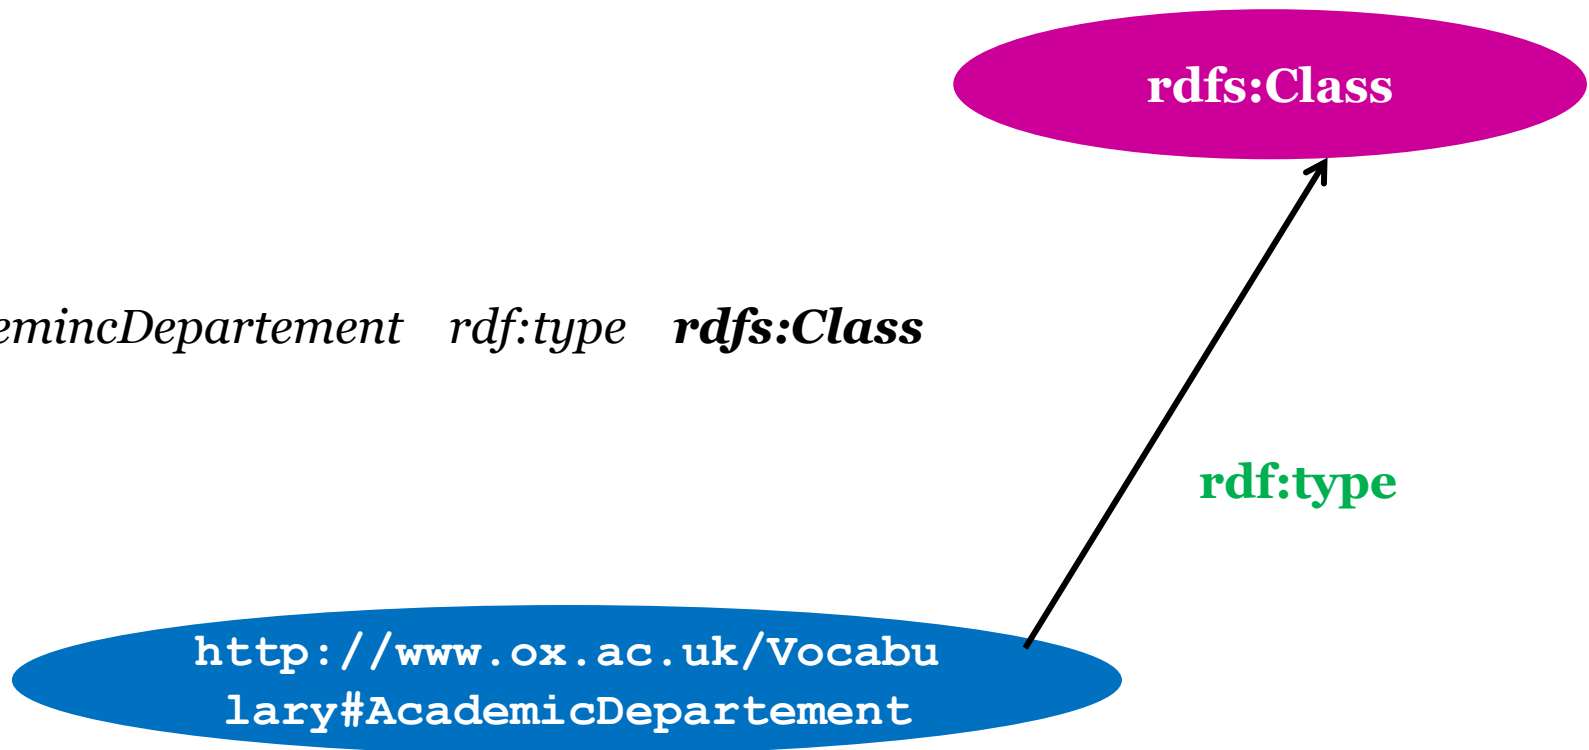 rdfs:Class
emincDepartement rdf:type rdfs:Class
rdf:type
http://www.ox.ac.uk/Vocabu
lary#AcademicDepartement